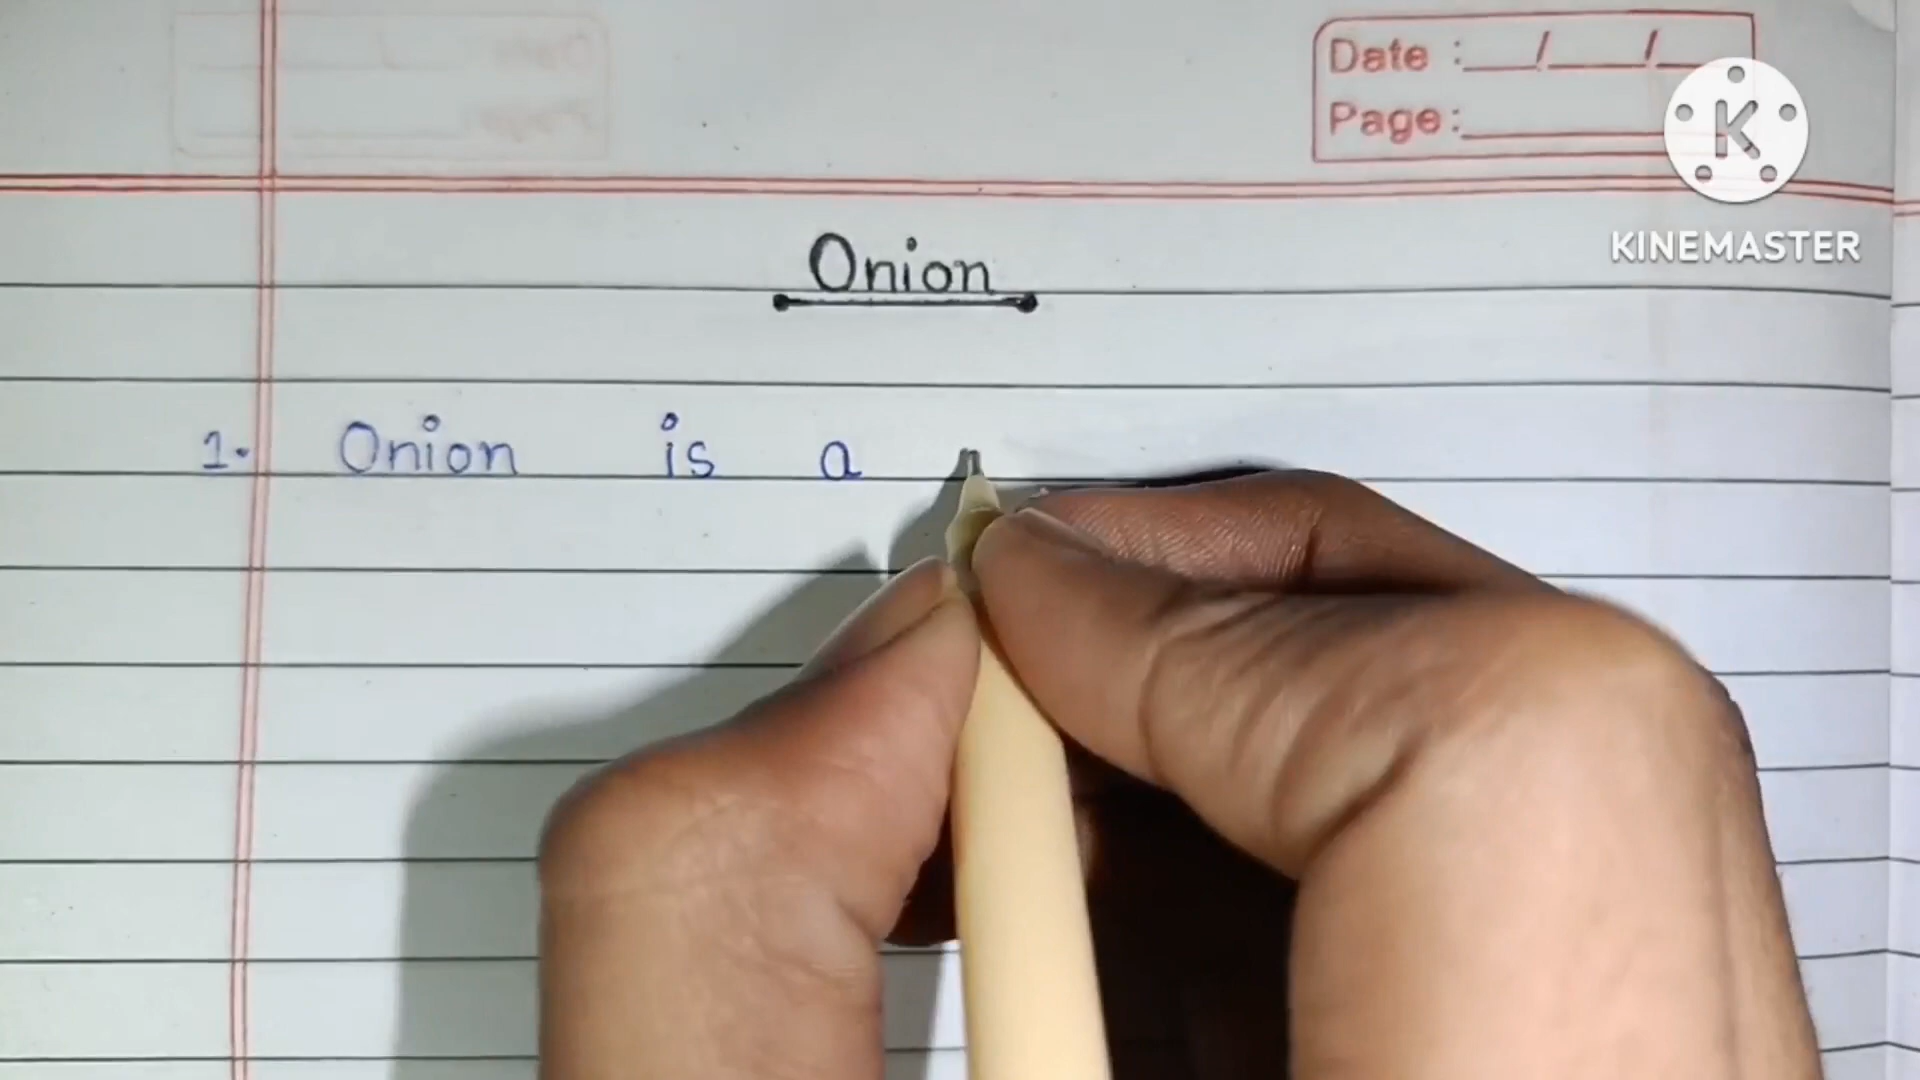 Date : / /
Page :
K
KINEMASTER
Onion
1. Onion is a